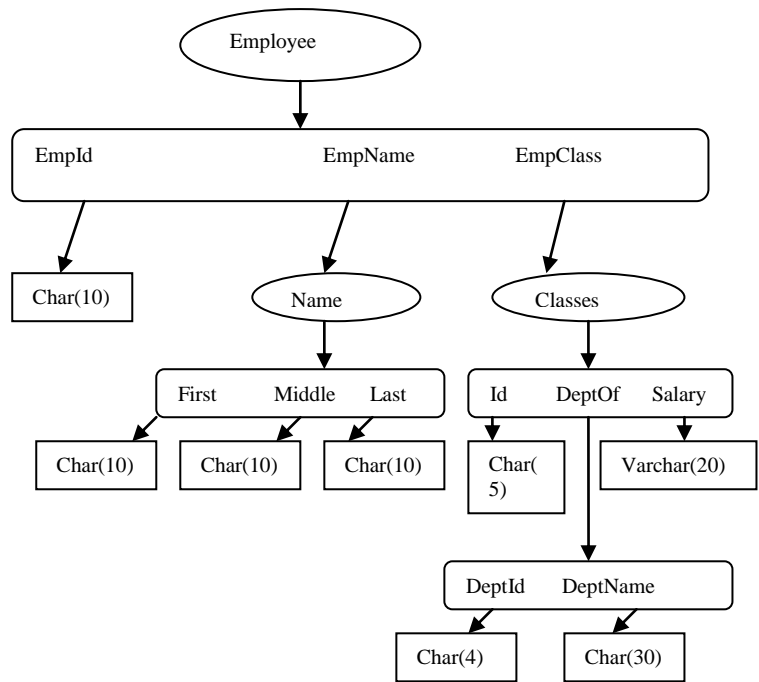 Employee
EmpId EmpName EmpClass
Char(10)
Name
Classes
First Middle Last
Id DeptOf Salary
Char(10)
Char(10)
Char(10)
Char(
5)
Varchar(20)
DeptId DeptName
Char(4)
Char(30)